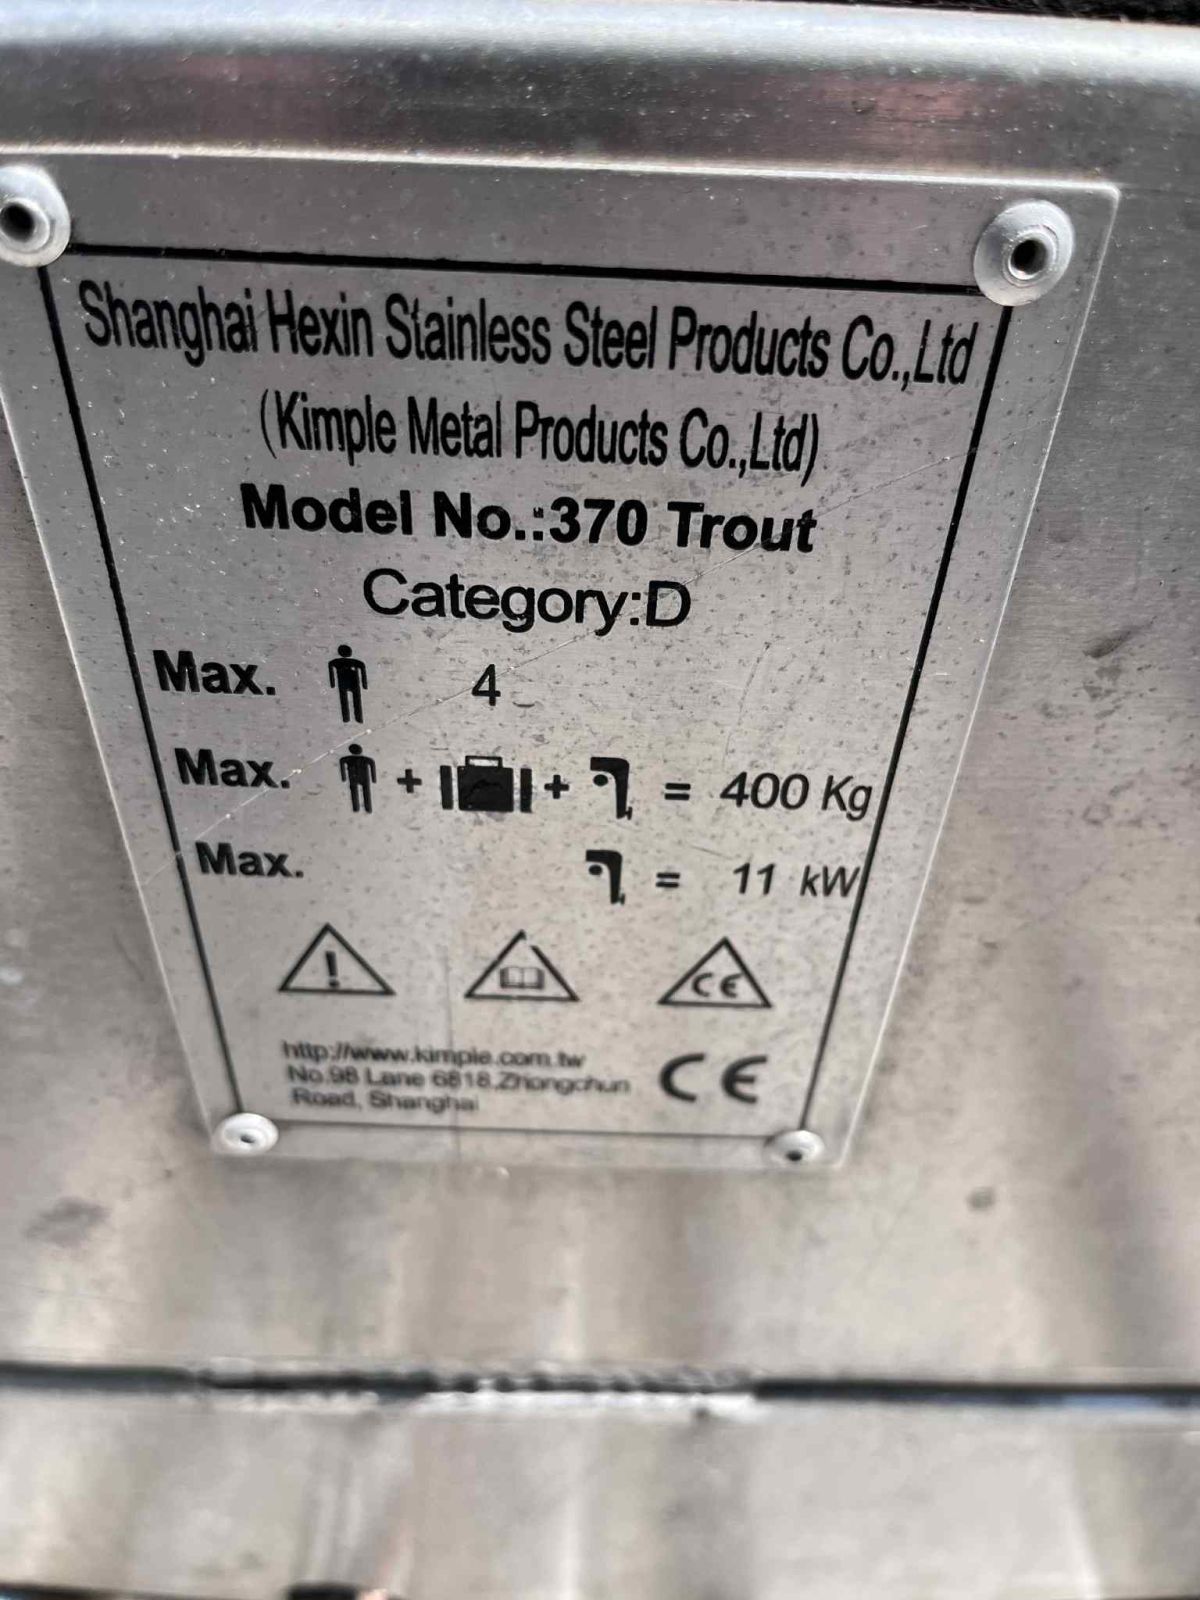 Shanghai Hexin Stainless Steel Products Co.,Ltd
(Kimple Metal Products Co.,Ltd)
Model No.:370 Trout
Category:D
Max. 4
Max. + + = 400 Kg
Max. = 11 kW
!
CE
http://www.kimple.com.tw
No.98 Lane 6818,Zhongchun
Road, Shanghai
CE